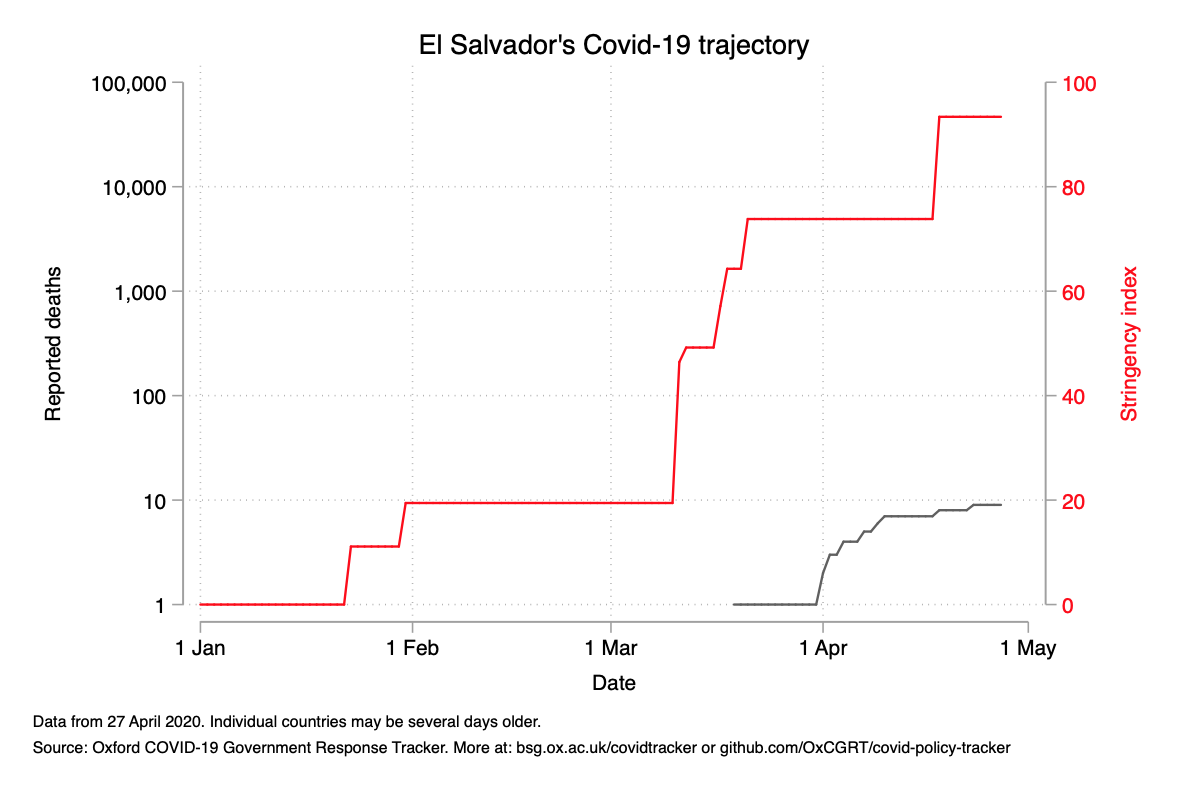 El Salvador's Covid-19 trajectory
100,000
10,000
1,000
100
10
1
Reported deaths
100
80
60
40
20
0
Stringency index
1 Jan
1 Feb
1 Mar
1 Apr
1 May
Date
Data from 27 April 2020. Individual countries may be several days older.
Source: Oxford COVID-19 Government Response Tracker. More at: bsg.ox.ac.uk/covidtracker or github.com/OxCGRT/covid-policy-tracker